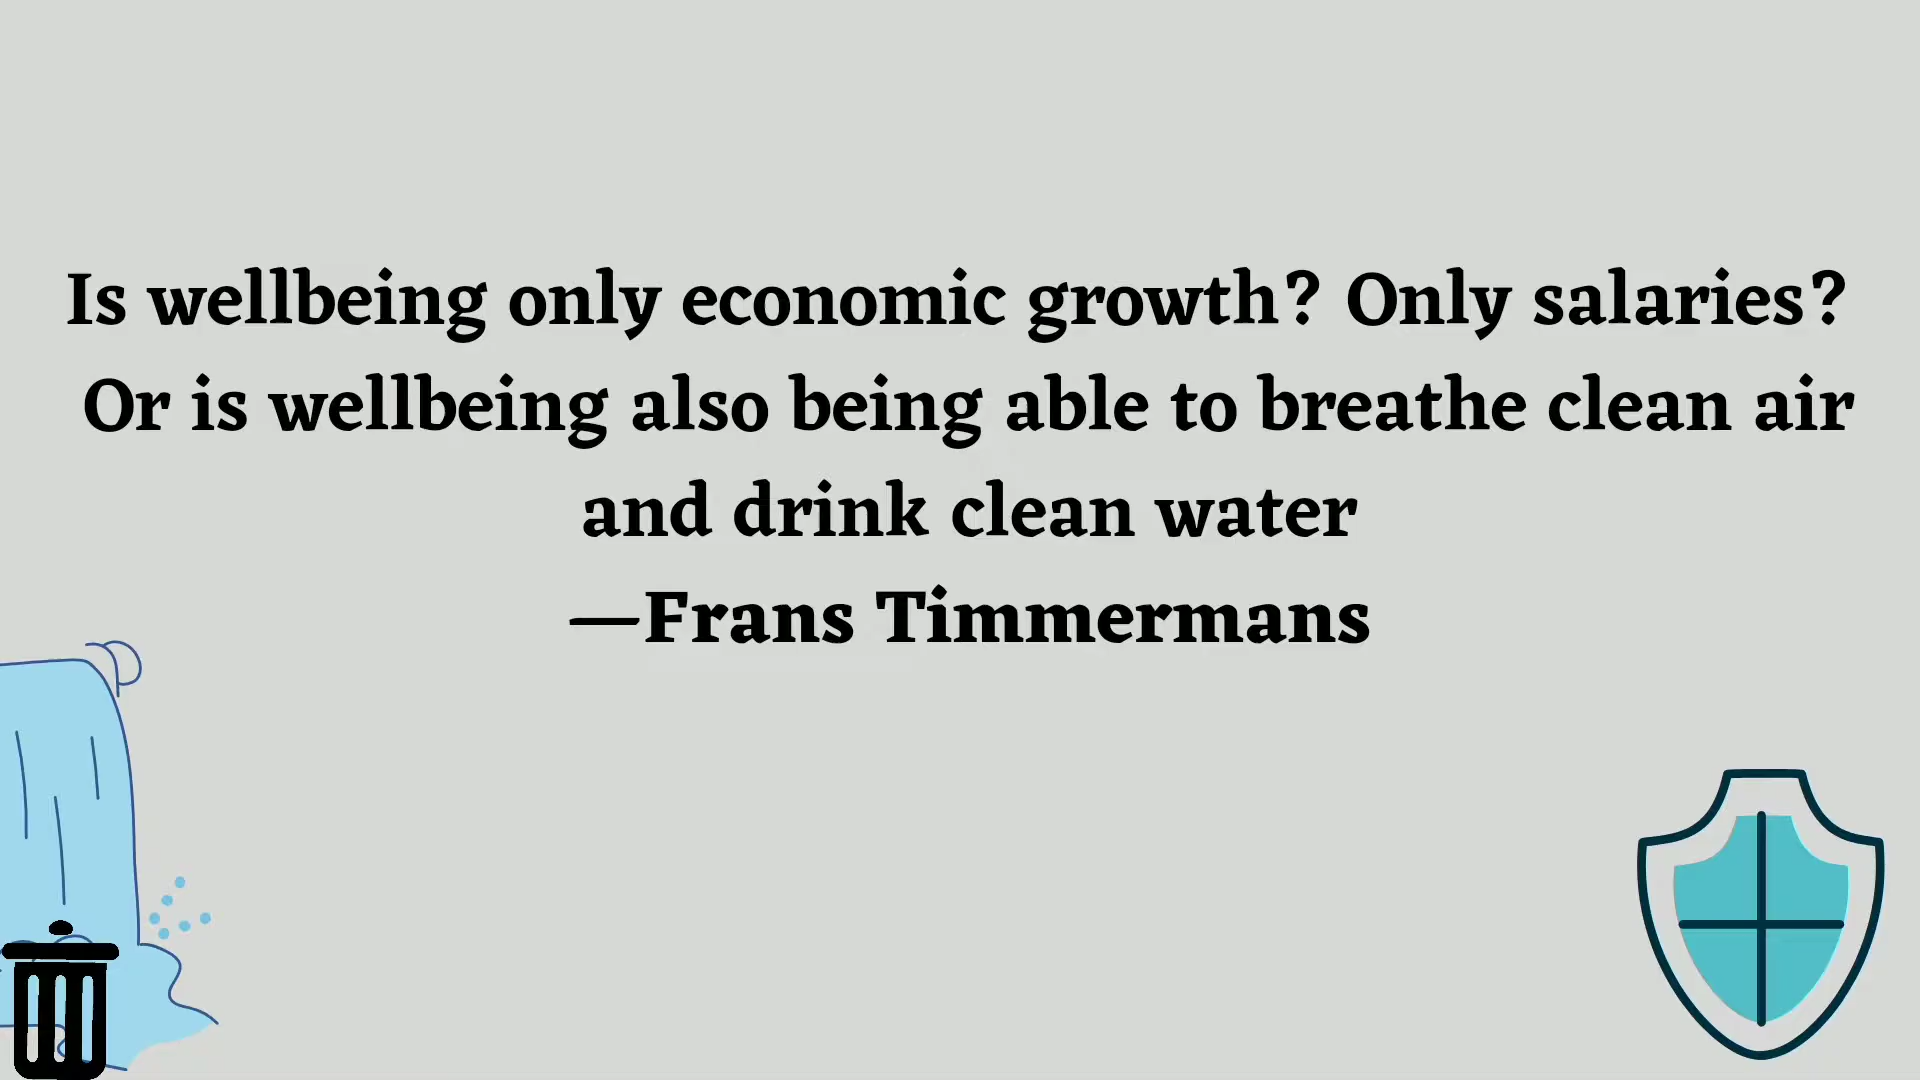 Is wellbeing only economic growth? Only salaries?
Or is wellbeing also being able to breathe clean air
and drink clean water
—Frans Timmermans